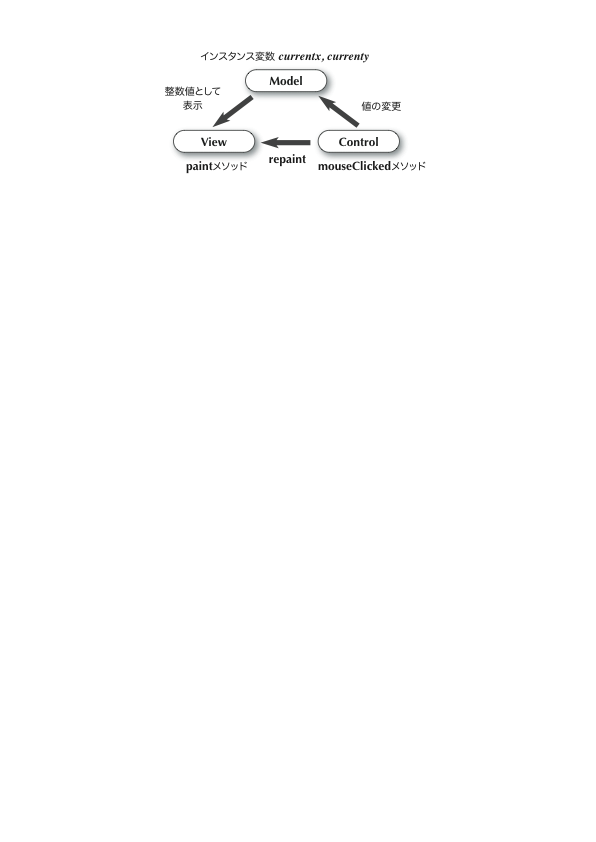 インスタンス変数 currentx, currenty
Model
整数値として
表示
値の変更
View
Control
repaint
paintメソッド
mouseClickedメソッド